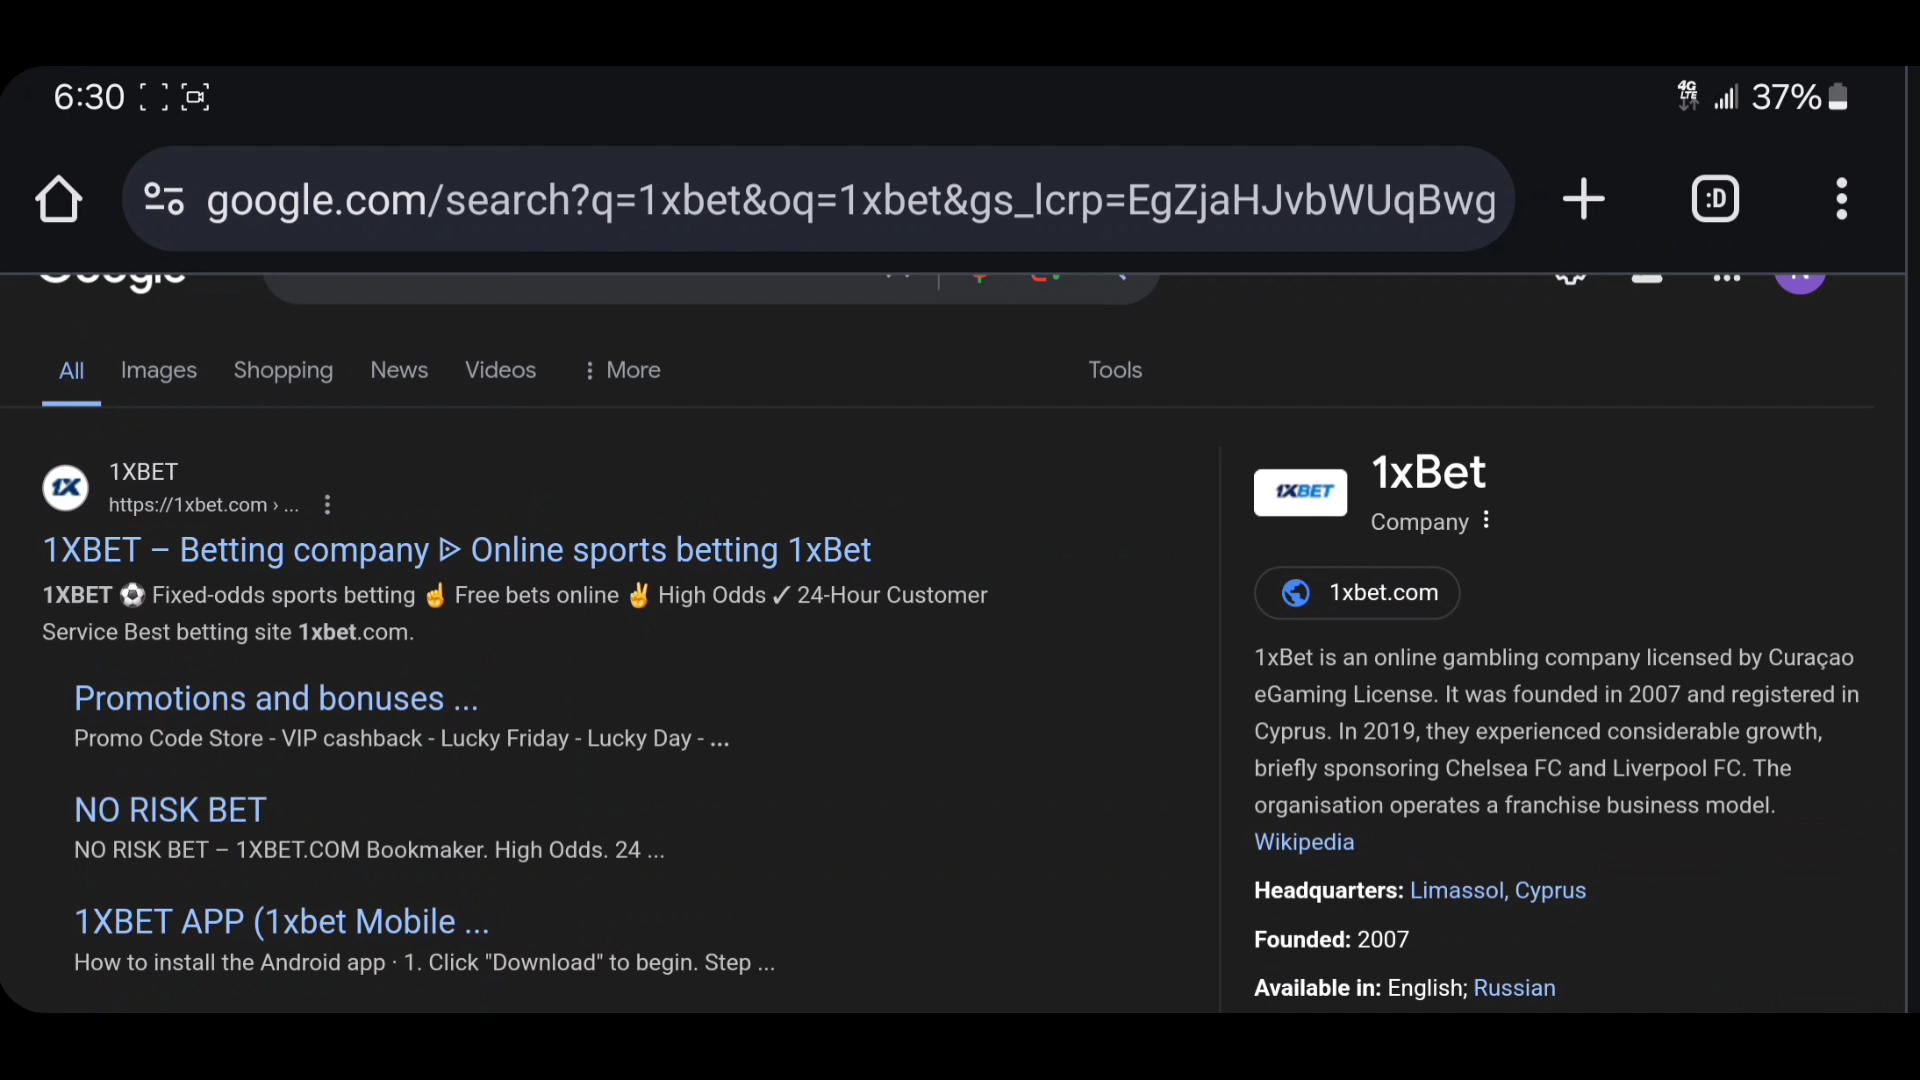 6:30
4G
LTE
37%
google.com/search?q=1xbet&oq=1xbet&gs_lcrp=EgZjaHJvbWUqBwg
:D
Google
All Images Shopping News Videos More Tools
1XBET
https://1xbet.com › ...
1XBET – Betting company ᐉ Online sports betting 1xBet
1XBET ⚽ Fixed-odds sports betting ☝ Free bets online ✌ High Odds ✓ 24-Hour Customer
Service Best betting site 1xbet.com.
Promotions and bonuses ...
Promo Code Store - VIP cashback - Lucky Friday - Lucky Day - ...
NO RISK BET
NO RISK BET – 1XBET.COM Bookmaker. High Odds. 24 ...
1XBET APP (1xbet Mobile ...
How to install the Android app · 1. Click "Download" to begin. Step ...
1XBET
1xBet
Company
1xbet.com
1xBet is an online gambling company licensed by Curaçao
eGaming License. It was founded in 2007 and registered in
Cyprus. In 2019, they experienced considerable growth,
briefly sponsoring Chelsea FC and Liverpool FC. The
organisation operates a franchise business model.
Wikipedia
Headquarters: Limassol, Cyprus
Founded: 2007
Available in: English; Russian